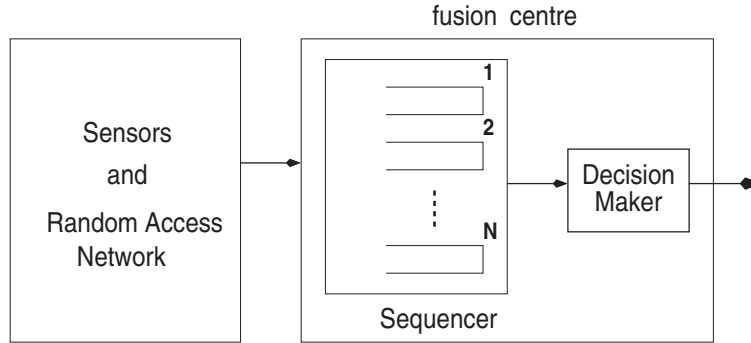 fusion centre
Sensors
and
Random Access
Network
1
2
N
Sequencer
Decision
Maker